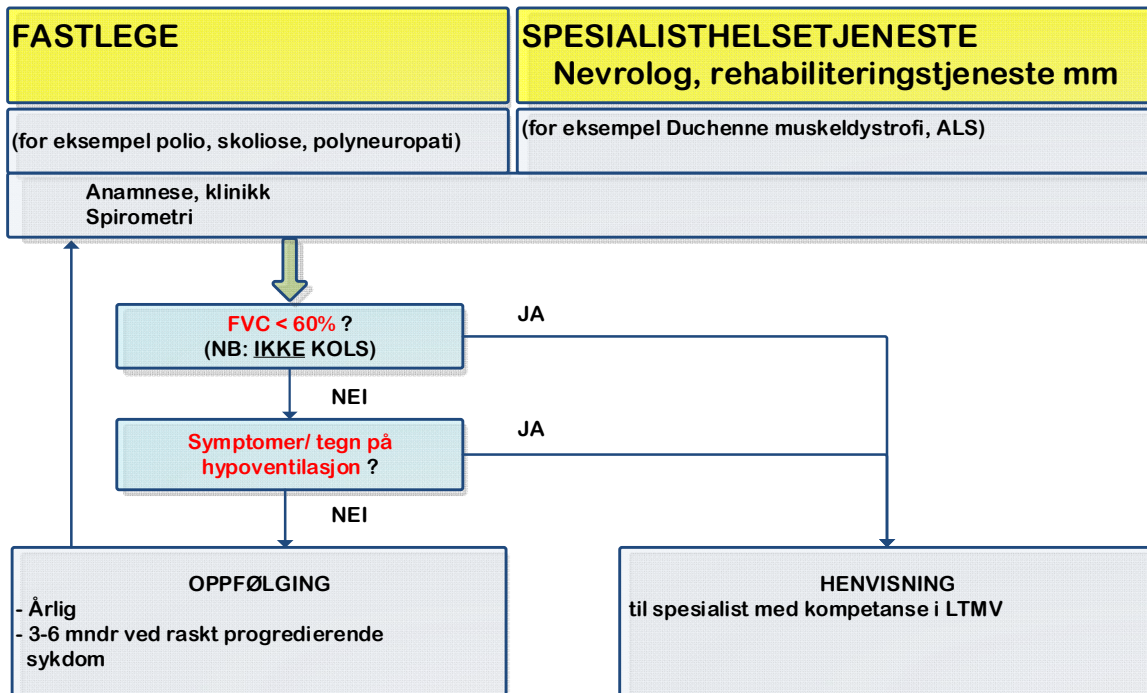 FASTLEGE
SPESIALISTHELSETJENESTE
Nevrolog, rehabiliteringstjeneste mm
(for eksempel polio, skoliose, polyneuropati)
(for eksempel Duchenne muskeldystrofi, ALS)
Anamnese, klinikk
Spirometri
FVC < 60% ?
(NB: IKKE KOLS)
JA
NEI
Symptomer/ tegn på
hypoventilasjon ?
JA
NEI
OPPFØLGING
- Årlig
- 3-6 mndr ved raskt progredierende
sykdom
HENVISNING
til spesialist med kompetanse i LTMV